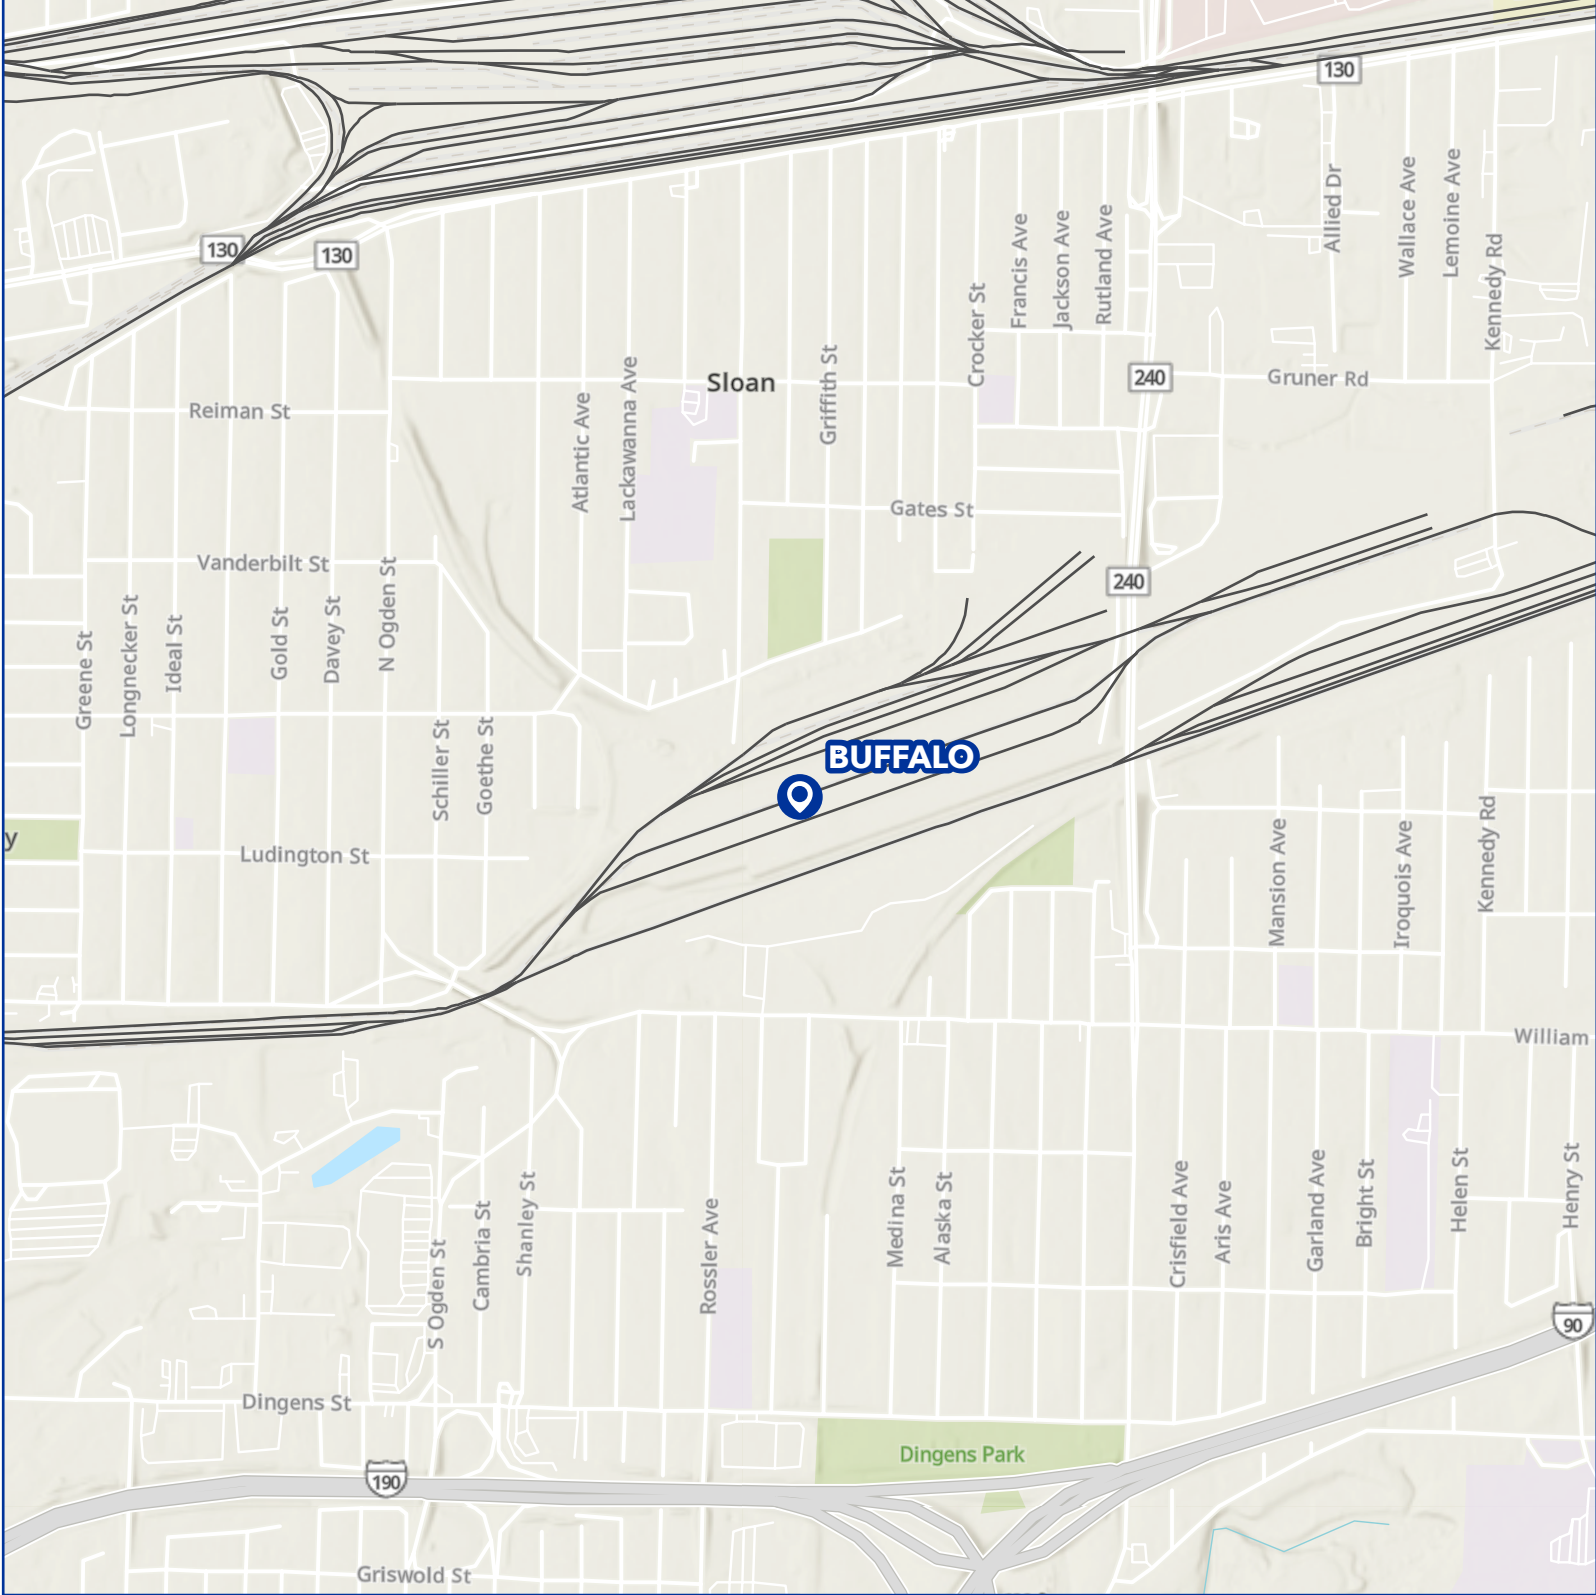 130
130
130
Allied Dr
Wallace Ave
Lemoine Ave
Kennedy Rd
Francis Ave
Jackson Ave
Rutland Ave
Crocker St
Sloan
Griffith St
240
Gruner Rd
Reiman St
Atlantic Ave
Lackawanna Ave
Gates St
Vanderbilt St
240
N Ogden St
Greene St
Longnecker St
Ideal St
Gold St
Davey St
Schiller St
Goethe St
BUFFALO
y
Ludington St
Mansion Ave
Iroquois Ave
Kennedy Rd
William
Medina St
Alaska St
Crisfield Ave
Aris Ave
Garland Ave
Bright St
Helen St
Henry St
S Ogden St
Cambria St
Shanley St
Rossler Ave
90
Dingens St
Dingens Park
190
Griswold St